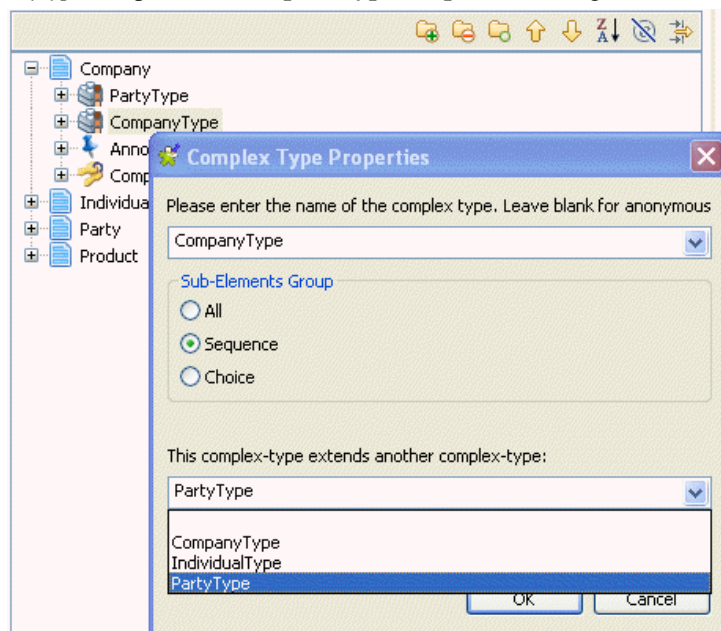 Company
PartyType
CompanyType
Anno
Comp
Individua
Party
Product
Complex Type Properties
Please enter the name of the complex type. Leave blank for anonymous
CompanyType
Sub-Elements Group
All
Sequence
Choice
This complex-type extends another complex-type:
PartyType
CompanyType
IndividualType
PartyType
OK Cancel